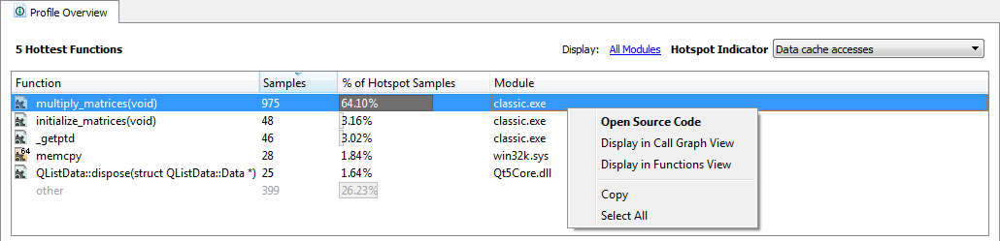 Profile Overview
5 Hottest Functions Display: All Modules Hotspot Indicator Data cache accesses
Function Samples % of Hotspot Samples Module
multiply_matrices(void) 975 64.10% classic.exe
initialize_matrices(void) 48 3.16% classic.exe
_getptd 46 3.02% classic.exe
64 memcpy 28 1.84% win32k.sys
QListData::dispose(struct QListData::Data *) 25 1.64% Qt5Core.dll
other 399 26.23%
Open Source Code
Display in Call Graph View
Display in Functions View
Copy
Select All